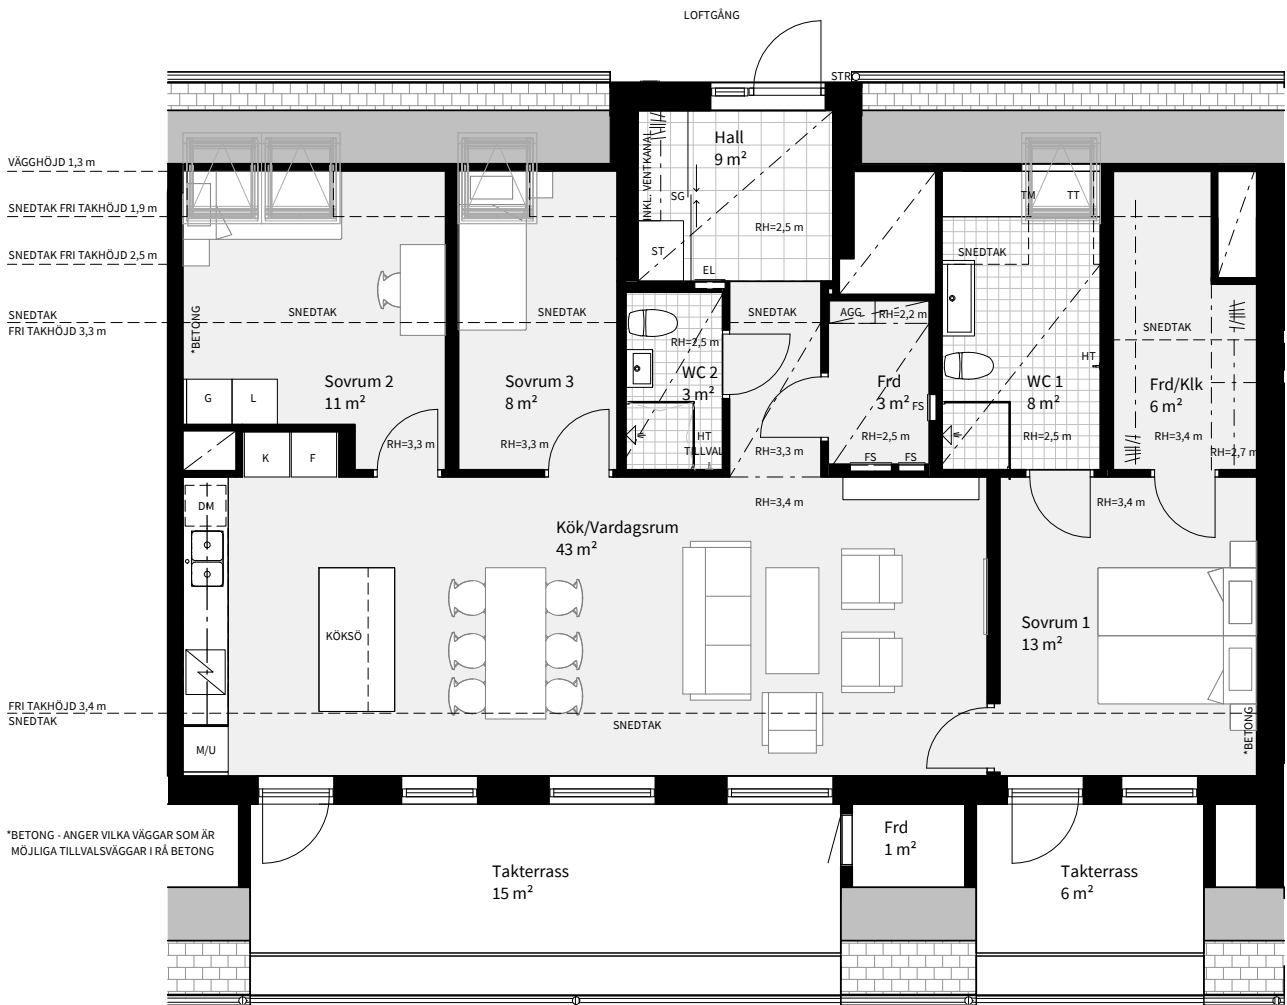 LOFTGÅNG
STR
VÄGGHÖJD 1,3 m
SNEDTAK FRI TAKHÖJD 1,9 m
SNEDTAK FRI TAKHÖJD 2,5 m
SNEDTAK
FRI TAKHÖJD 3,3 m
Hall
9 m²
INKL. VENTKANAL
SG
RH=2,5 m
ST
EL
TM
TT
SNEDTAK
*BETONG
SNEDTAK
SNEDTAK
SNEDTAK
AGG
RH=2,2 m
SNEDTAK
RH=2,5 m
HT
Sovrum 2
11 m²
Sovrum 3
8 m²
WC 2
3 m²
Frd
3 m²
FS
WC 1
8 m²
Frd/Klk
6 m²
G
L
K
F
RH=3,3 m
RH=3,3 m
HT
TILLVAL
RH=3,3 m
RH=2,5 m
FS
FS
RH=2,5 m
RH=3,4 m
RH=2,7 m
DM
RH=3,4 m
RH=3,4 m
Kök/Vardagsrum
43 m²
KÖKSÖ
Sovrum 1
13 m²
FRI TAKHÖJD 3,4 m
SNEDTAK
SNEDTAK
*BETONG
M/U
*BETONG - ANGER VILKA VÄGGAR SOM ÄR
MÖJLIGA TILLVALSVÄGGAR I RÅ BETONG
Frd
1 m²
Takterrass
15 m²
Takterrass
6 m²